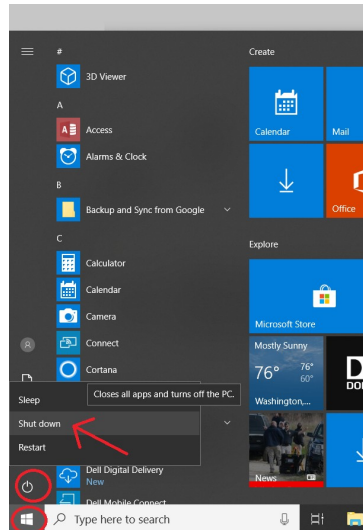 #
Create
3D Viewer
A
Access
Calendar
Mail
Alarms & Clock
B
Backup and Sync from Google
Office
C
Explore
Calculator
Calendar
Camera
Microsoft Store
Connect
Mostly Sunny
Cortana
76°
76°
60°
Washington,...
Sleep
Closes all apps and turns off the PC.
Shut down
Restart
Dell Digital Delivery
New
News
Dell Mobile Connect
Type here to search